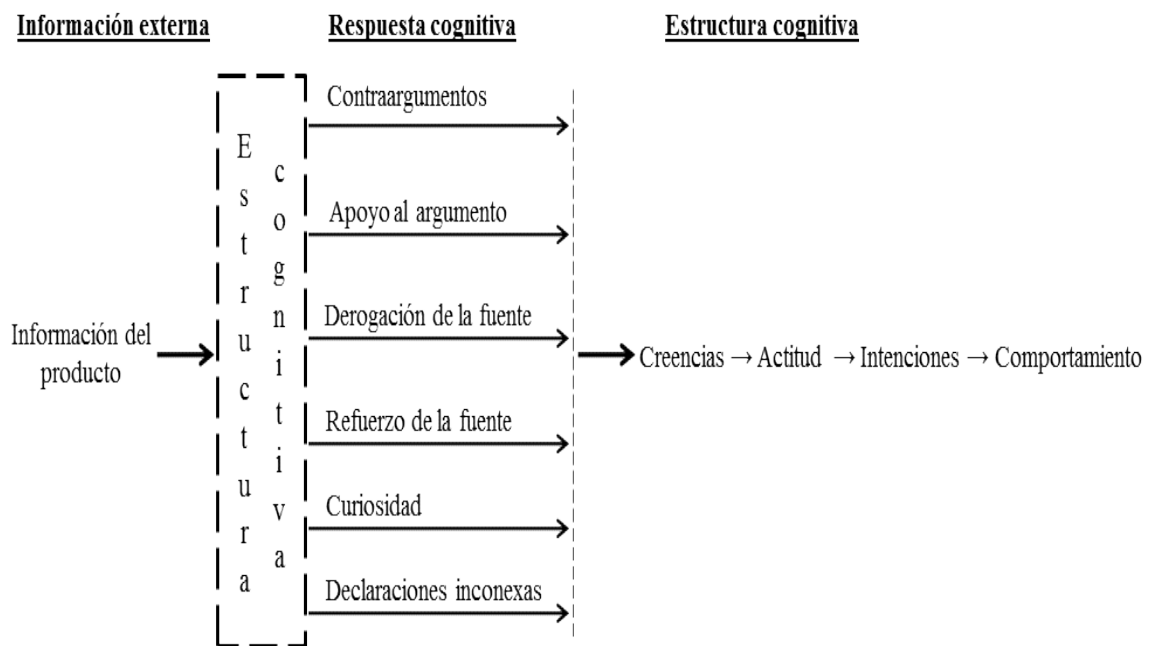 Información externa
Respuesta cognitiva
Estructura cognitiva
Información del
producto
Estructura
cognitiva
Contraargumentos
Apoyo al argumento
Derogación de la fuente
Refuerzo de la fuente
Curiosidad
Declaraciones inconexas
Creencias → Actitud → Intenciones → Comportamiento